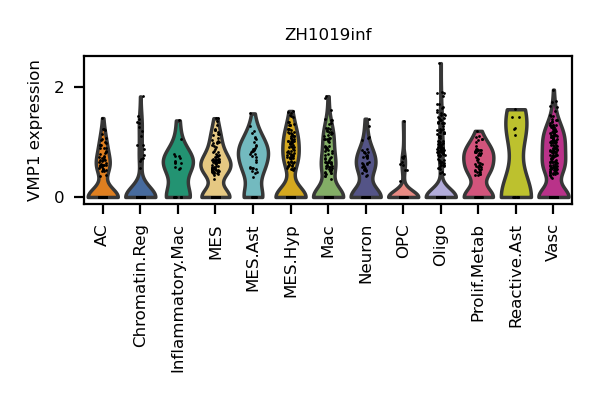 ZH1019inf
VMP1 expression
2
0
AC
Chromatin.Reg
Inflammatory.Mac
MES
MES.Ast
MES.Hyp
Mac
Neuron
OPC
Oligo
Prolif.Metab
Reactive.Ast
Vasc